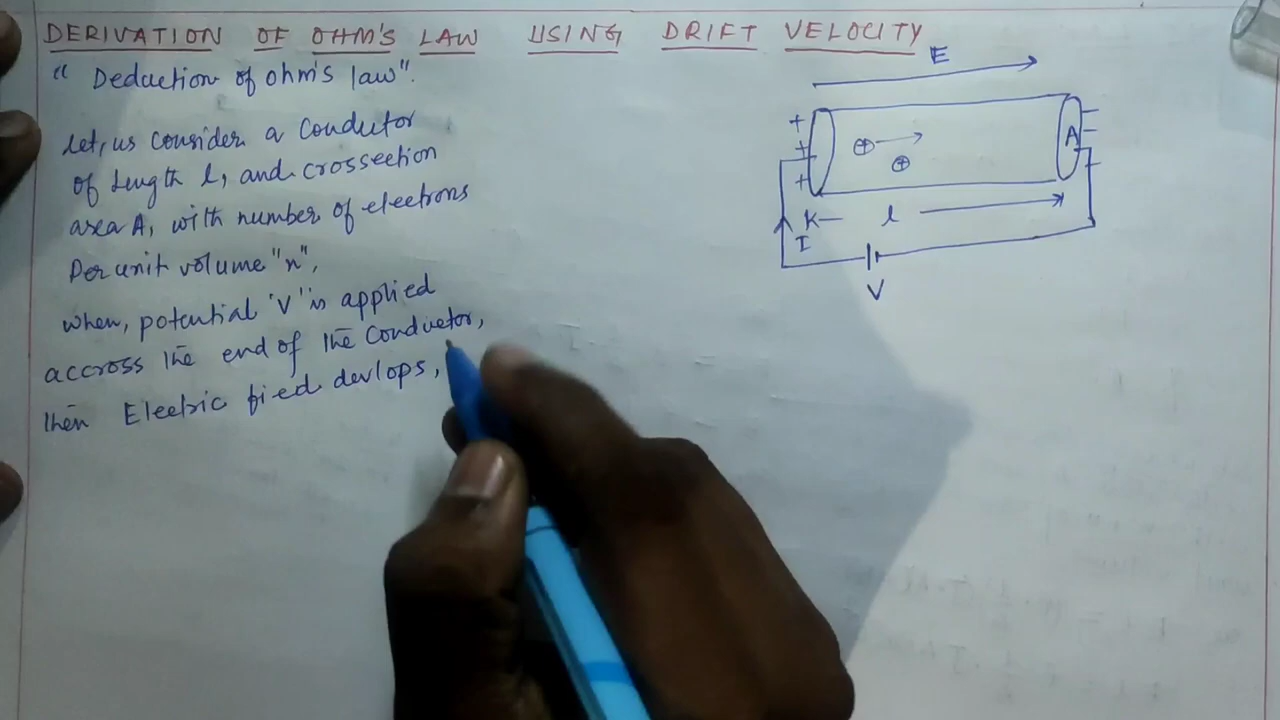 DERIVATION OF OHM'S LAW USING DRIFT VELOCITY
" Deduction of ohm's law".
let, us consider a Condutor
of length l, and crossection
area A, with number of electrons
Per unit volume "n",
when, potential "V" is applied
accross the end of the Conductor,
then Electric fied devlops,
E
+
+
+
⊕
⊕
A
l
I
V